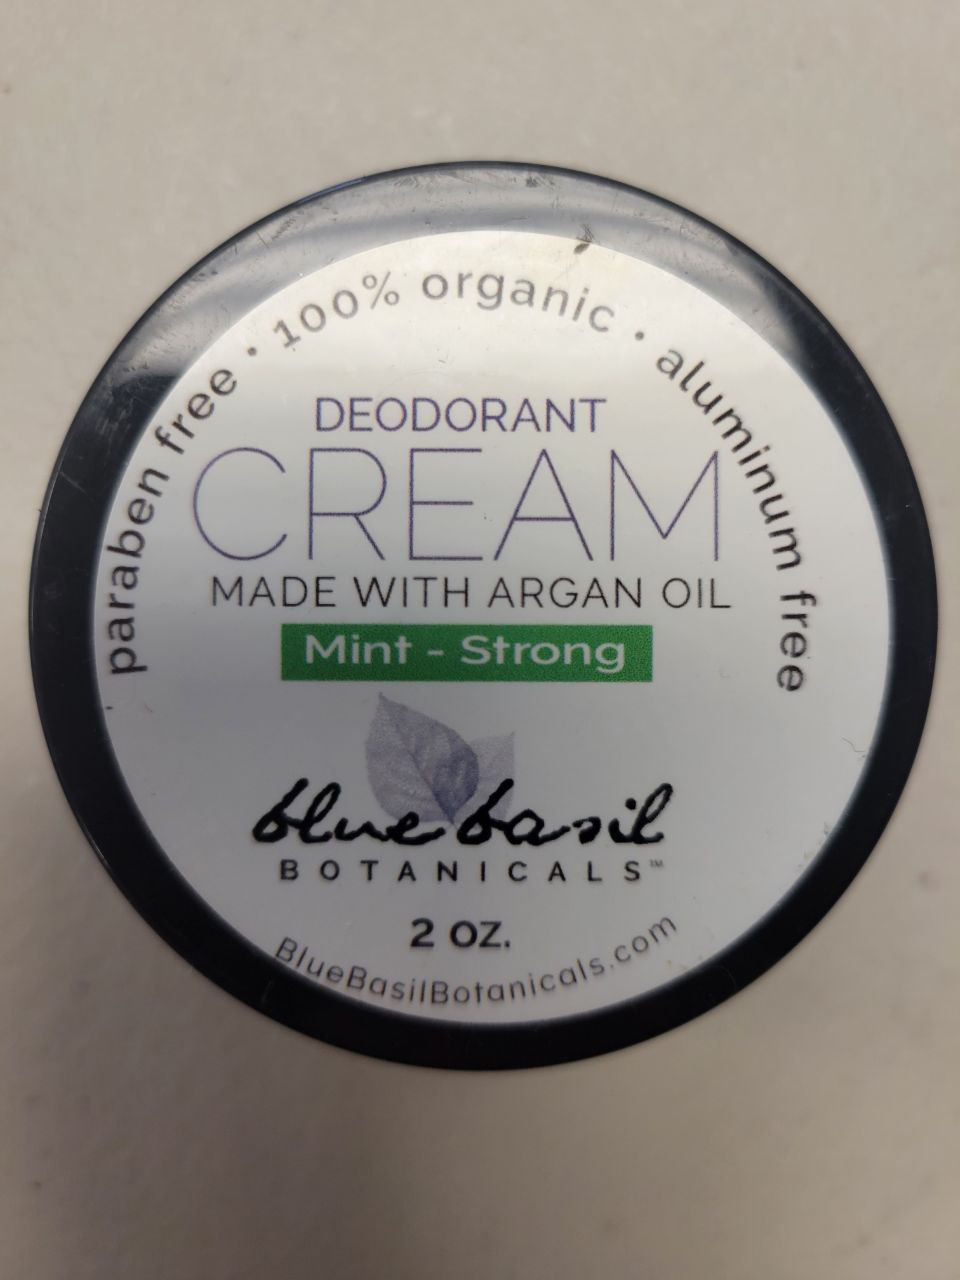 paraben free • 100% organic • aluminum free
DEODORANT
CREAM
MADE WITH ARGAN OIL
Mint - Strong
blue basil
BOTANICALS™
2 OZ.
BlueBasilBotanicals.com